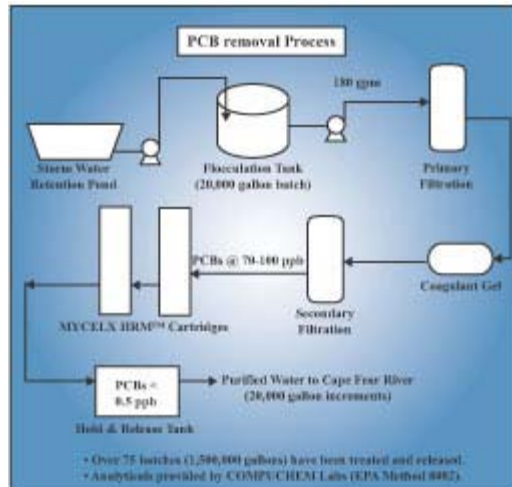 PCB removal Process
180 gpm
Storm Water
Retention Pond
Flocculation Tank
(20,000 gallon batch)
Primary
Filtration
PCBs @ 70-100 ppb
Coagulant Gel
MYCELX HRM™ Cartridges
Secondary
Filtration
PCBs <
0.5 ppb
Purified Water to Cape Fear River
(20,000 gallon increments)
Hold & Release Tank
• Over 75 batches (1,500,000 gallons) have been treated and released.
• Analyticals provided by COMPUCHEM Labs (EPA Method 8082).